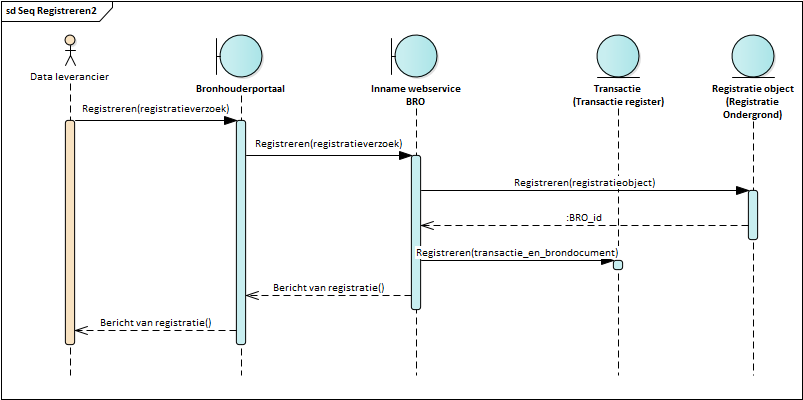 sd Seq Registreren2
Data leverancier
Bronhouderportaal
Inname webservice
BRO
Transactie
(Transactie register)
Registratie object
(Registratie
Ondergrond)
Registreren(registratieverzoek)
Registreren(registratieverzoek)
Registreren(registratieobject)
:BRO_id
Registreren(transactie_en_brondocument)
Bericht van registratie()
Bericht van registratie()